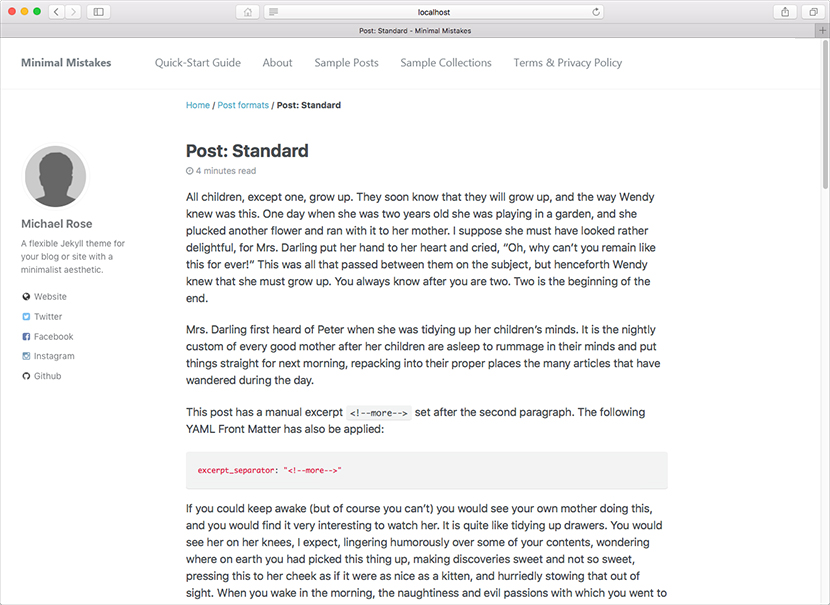 localhost
Post: Standard - Minimal Mistakes
Minimal Mistakes
Quick-Start Guide
About
Sample Posts
Sample Collections
Terms & Privacy Policy
Home / Post formats / Post: Standard
Michael Rose
A flexible Jekyll theme for
your blog or site with a
minimalist aesthetic.
Website
Twitter
Facebook
Instagram
Github
Post: Standard
4 minutes read
All children, except one, grow up. They soon know that they will grow up, and the way Wendy
knew was this. One day when she was two years old she was playing in a garden, and she
plucked another flower and ran with it to her mother. I suppose she must have looked rather
delightful, for Mrs. Darling put her hand to her heart and cried, “Oh, why can’t you remain like
this for ever!” This was all that passed between them on the subject, but henceforth Wendy
knew that she must grow up. You always know after you are two. Two is the beginning of the
end.
Mrs. Darling first heard of Peter when she was tidying up her children’s minds. It is the nightly
custom of every good mother after her children are asleep to rummage in their minds and put
things straight for next morning, repacking into their proper places the many articles that have
wandered during the day.
This post has a manual excerpt <!--more--> set after the second paragraph. The following
YAML Front Matter has also be applied:
excerpt_separator: "<!--more-->"
If you could keep awake (but of course you can’t) you would see your own mother doing this,
and you would find it very interesting to watch her. It is quite like tidying up drawers. You would
see her on her knees, I expect, lingering humorously over some of your contents, wondering
where on earth you had picked this thing up, making discoveries sweet and not so sweet,
pressing this to her cheek as if it were as nice as a kitten, and hurriedly stowing that out of
sight. When you wake in the morning, the naughtiness and evil passions with which you went to